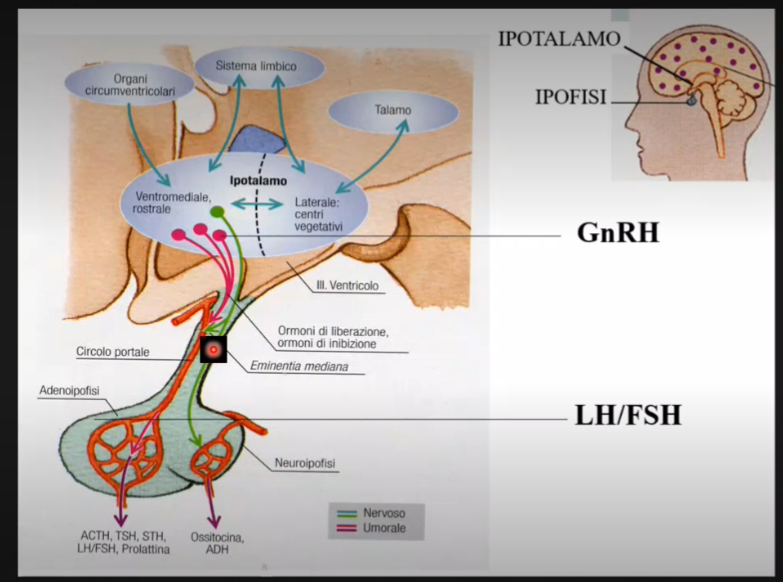 IPOTALAMO
IPOFISI
Organi
circumventricolari
Sistema limbico
Talamo
Ipotalamo
Ventromediale,
rostrale
Laterale:
centri
vegetativi
GnRH
III. Ventricolo
Ormoni di liberazione,
ormoni di inibizione
Circolo portale
Eminentia mediana
Adenoipofisi
LH/FSH
Neuroipofisi
Nervoso
Umorale
ACTH, TSH, STH,
LH/FSH, Prolattina
Ossitocina,
ADH